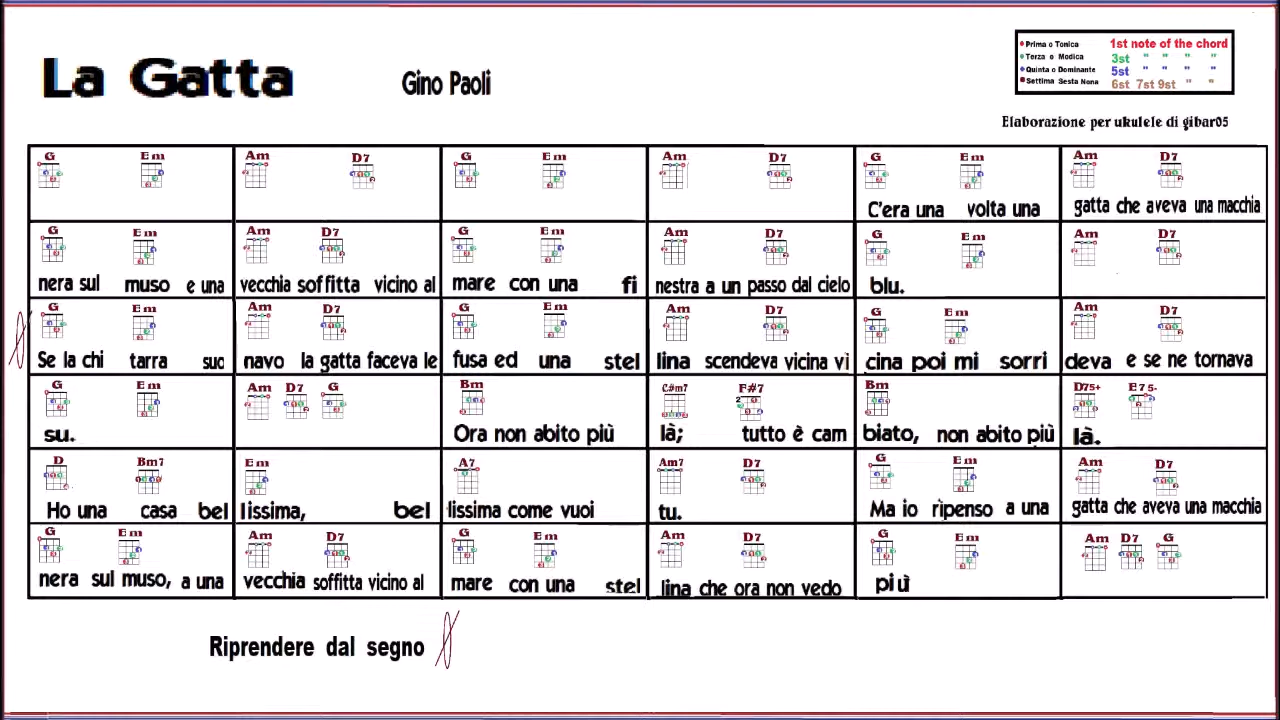 La Gatta
Gino Paoli
Prima o Tonica 1st note of the chord
Terza o Modica 3st " " " "
Quinta o Dominante 5st " " " "
Settima Sesta Nona 6st 7st 9st " "
Elaborazione per ukulele di gibar05
G Em Am D7 G Em Am D7 G Em Am D7
C'era una volta una gatta che aveva una macchia
G Em Am D7 G Em Am D7 G Em Am D7
nera sul muso e una vecchia soffitta vicino al mare con una fi nestra a un passo dal cielo blu.
G Em Am D7 G Em Am D7 G Em Am D7
Se la chi tarra suo navo la gatta faceva le fusa ed una stel lina scendeva vicina vi cina poi mi sorri deva e se ne tornava
G Em Am D7 G Bm C#m7 F#7 Bm D75+ E75-
2
su. Ora non abito più là; tutto è cam biato, non abito più là.
D Bm7 Em A7 Am7 D7 G Em Am D7
Ho una casa bel lissima, bel lissima come vuoi tu. Ma io ripenso a una gatta che aveva una macchia
G Em Am D7 G Em Am D7 G Em Am D7 G
nera sul muso, a una vecchia soffitta vicino al mare con una stel lina che ora non vedo più
Riprendere dal segno